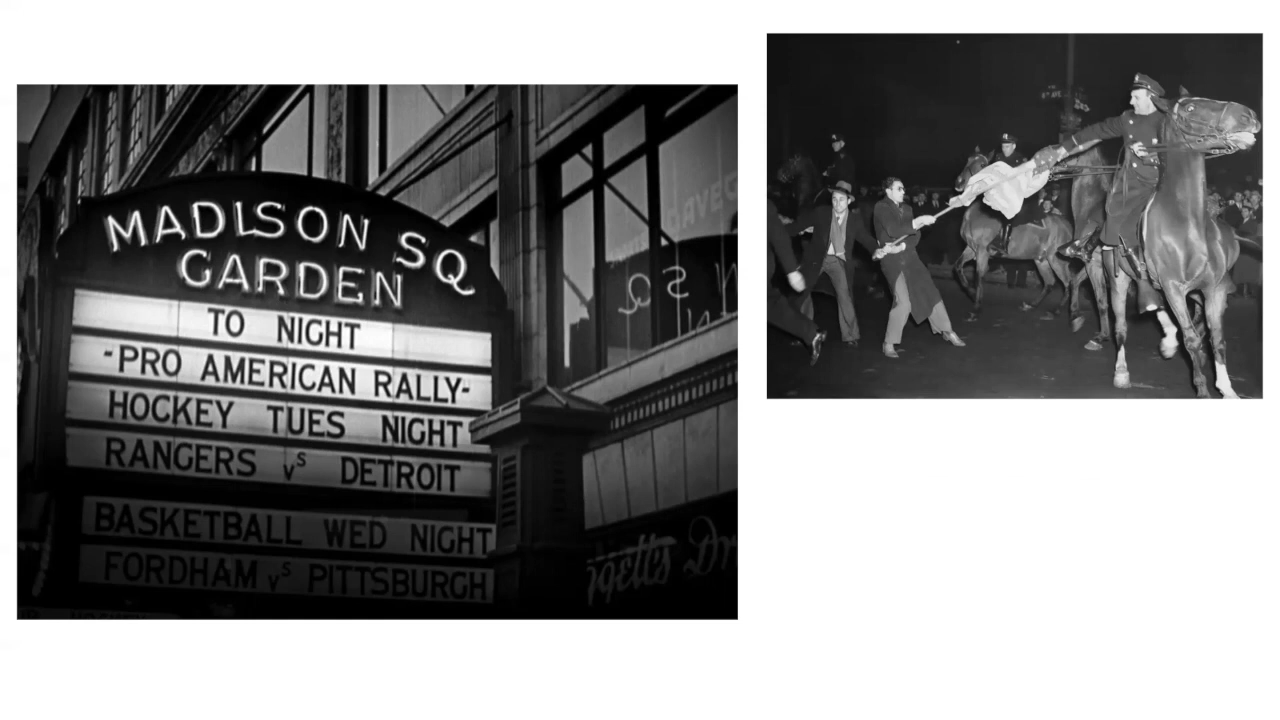 MADISON SQ
GARDEN
TO NIGHT
-PRO AMERICAN RALLY-
HOCKEY TUES NIGHT
RANGERS vs DETROIT
BASKETBALL WED NIGHT
FORDHAM vs PITTSBURGH